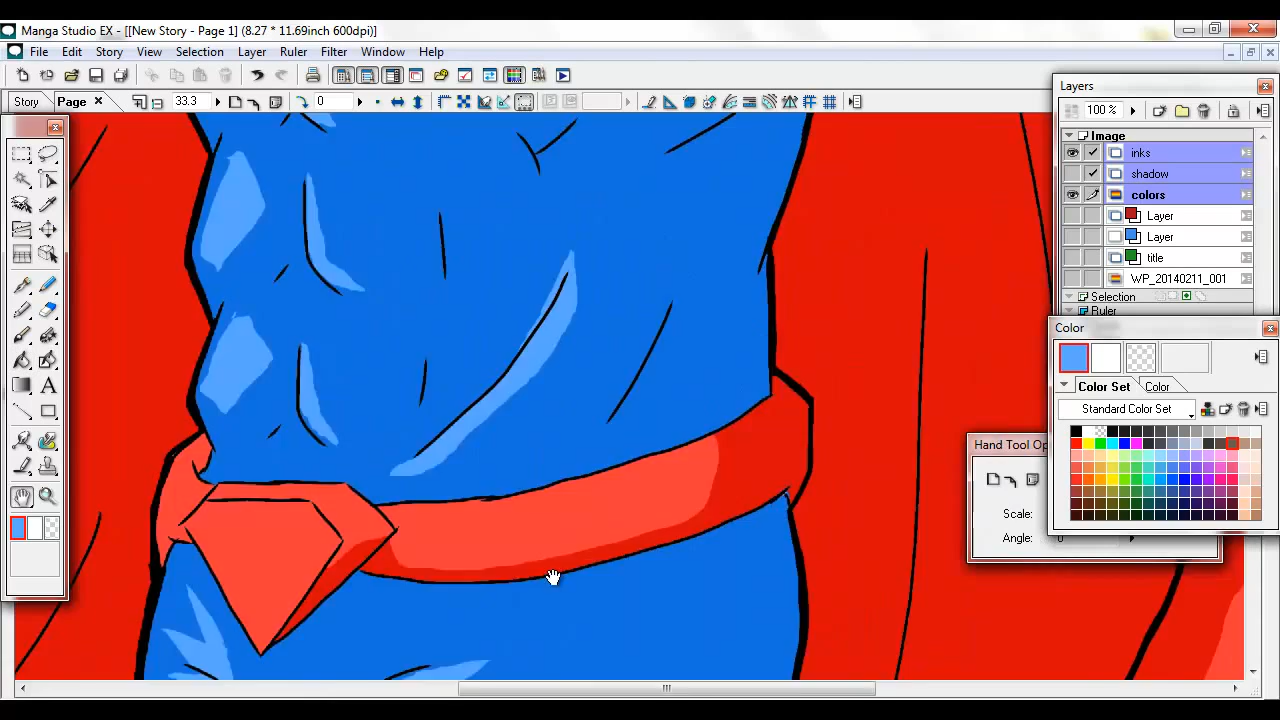 Manga Studio EX - [[New Story - Page 1] (8.27 * 11.69inch 600dpi)]
File Edit Story View Selection Layer Ruler Filter Window Help
Story Page 33.3 0
Layers
100 %
Image
inks
shadow
colors
Layer
Layer
title
WP_20140211_001
Selection
Ruler
Color
Color Set Color
Standard Color Set
Hand Tool Op
Scale:
Angle:
A